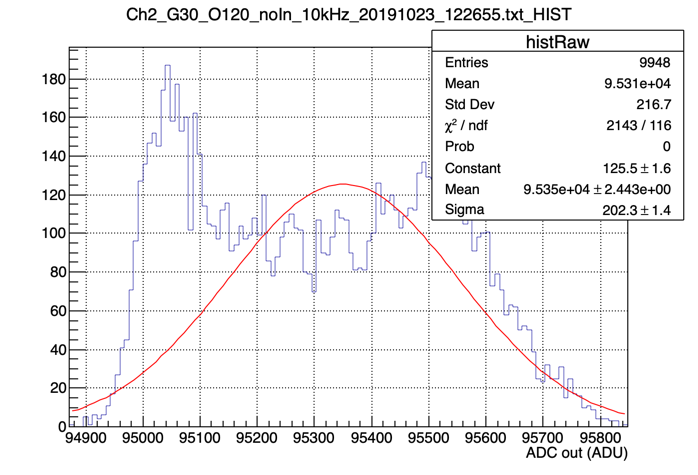 Ch2_G30_O120_noIn_10kHz_20191023_122655.txt_HIST
histRaw
Entries 9948
Mean 9.531e+04
Std Dev 216.7
χ² / ndf 2143 / 116
Prob 0
Constant 125.5 ± 1.6
Mean 9.535e+04 ± 2.443e+00
Sigma 202.3 ± 1.4
180
160
140
120
100
80
60
40
20
0
94900 95000 95100 95200 95300 95400 95500 95600 95700 95800
ADC out (ADU)